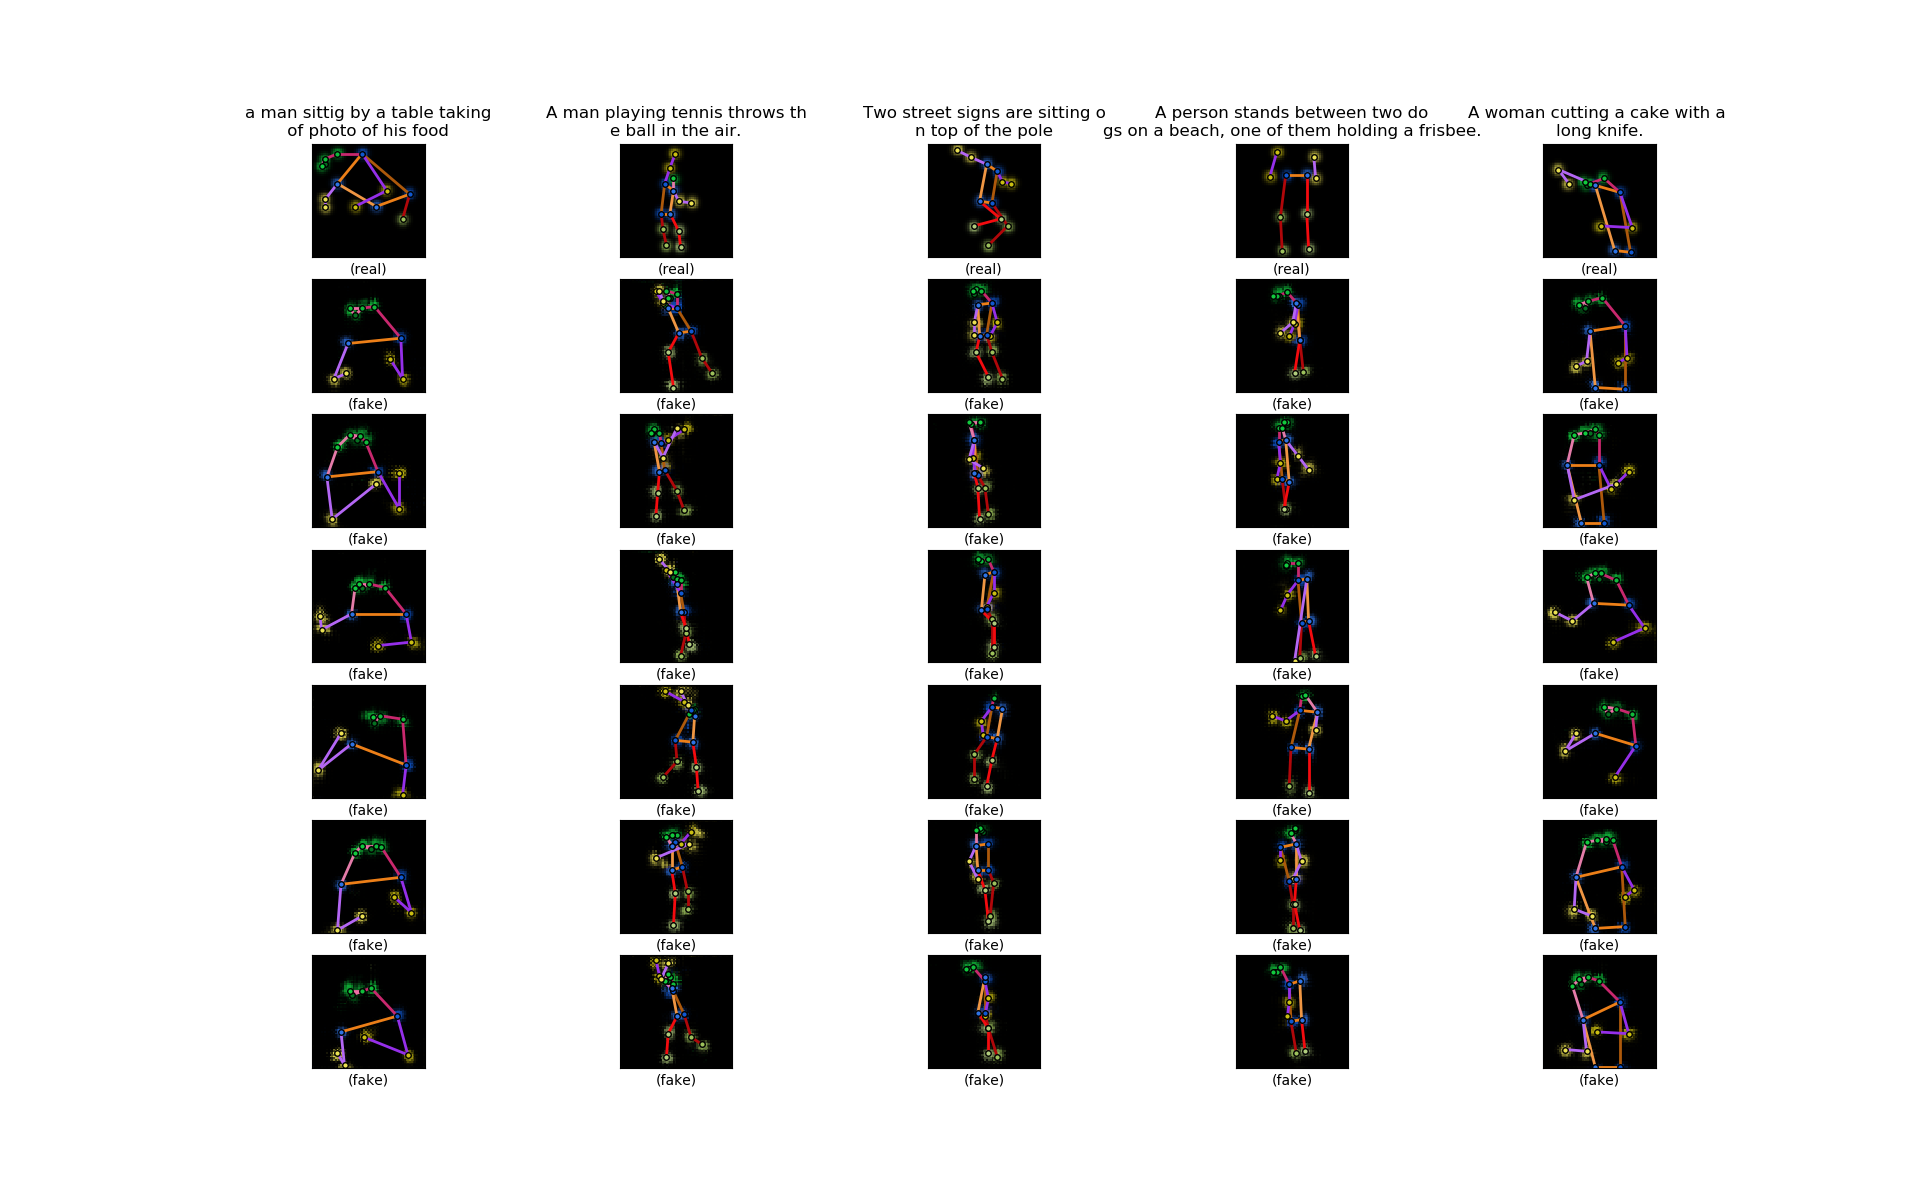 a man sittig by a table taking
of photo of his food
A man playing tennis throws th
e ball in the air.
Two street signs are sitting o
n top of the pole
A person stands between two do
gs on a beach, one of them holding a frisbee.
A woman cutting a cake with a
long knife.
(real) (real) (real) (real) (real)
(fake) (fake) (fake) (fake) (fake)
(fake) (fake) (fake) (fake) (fake)
(fake) (fake) (fake) (fake) (fake)
(fake) (fake) (fake) (fake) (fake)
(fake) (fake) (fake) (fake) (fake)
(fake) (fake) (fake) (fake) (fake)